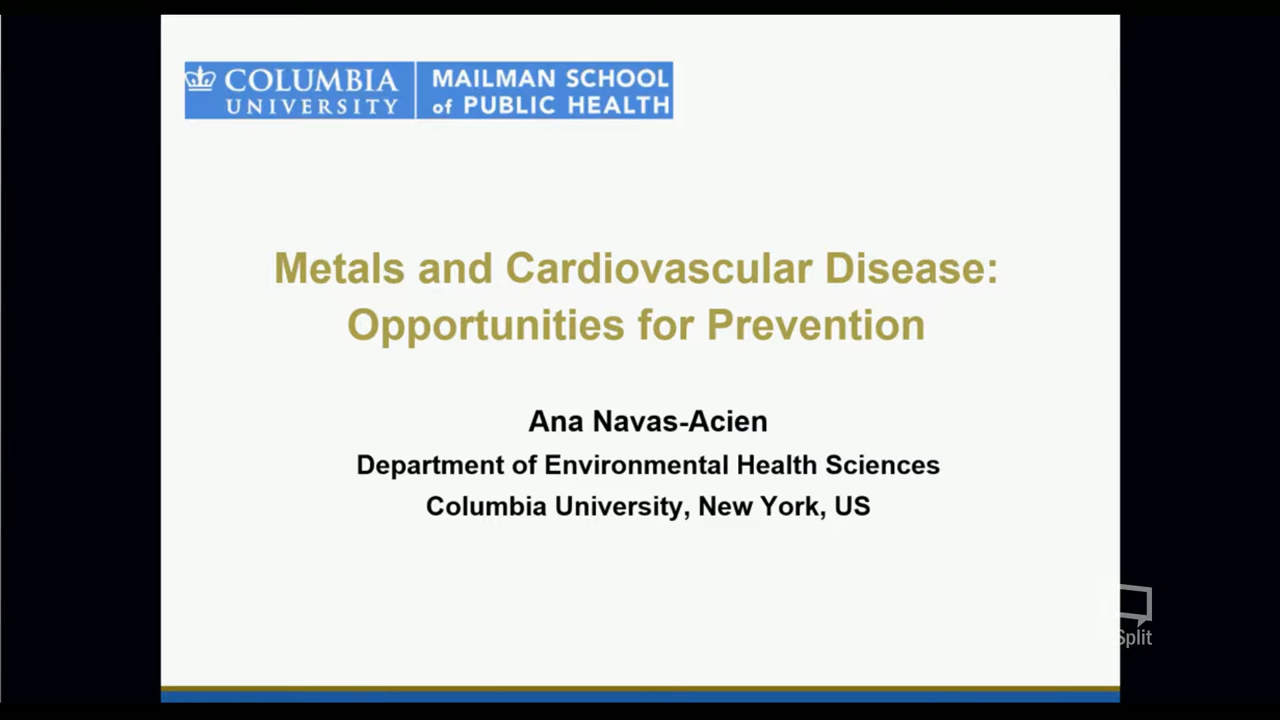 COLUMBIA UNIVERSITY
MAILMAN SCHOOL of PUBLIC HEALTH
Metals and Cardiovascular Disease:
Opportunities for Prevention
Ana Navas-Acien
Department of Environmental Health Sciences
Columbia University, New York, US
Split